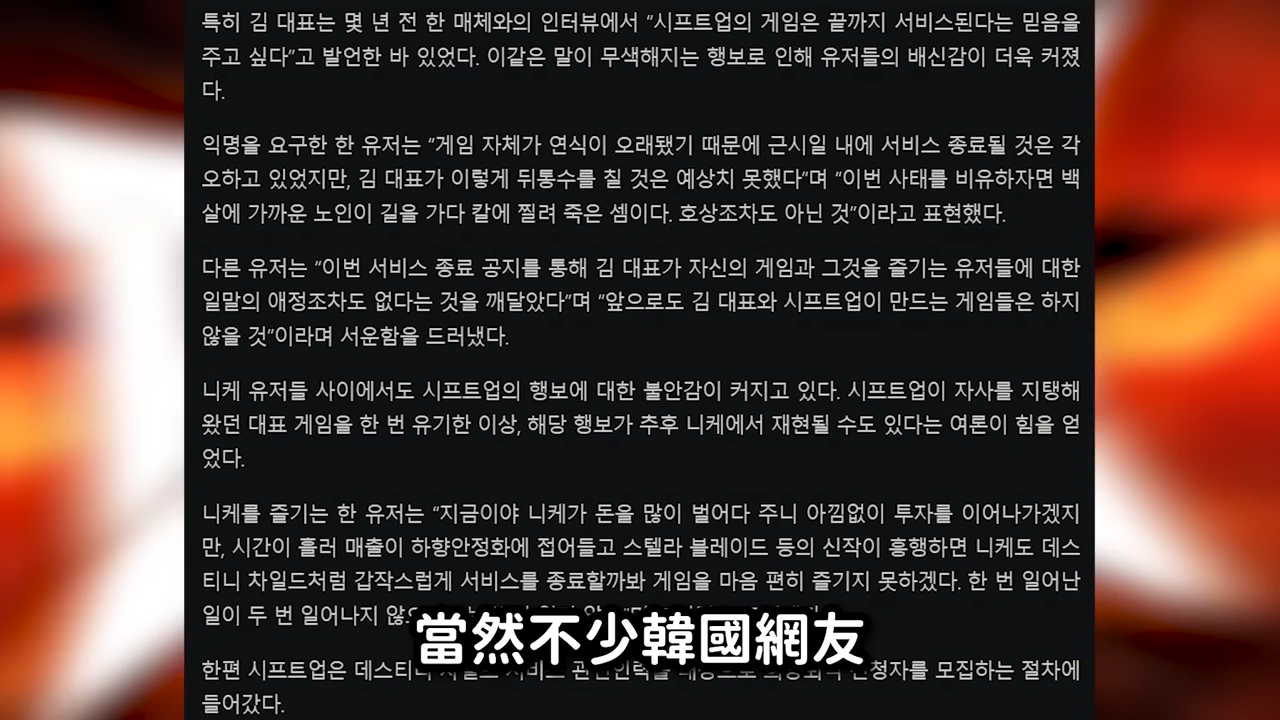 특히 김 대표는 몇 년 전 한 매체와의 인터뷰에서 “시프트업의 게임은 끝까지 서비스된다는 믿음을
주고 싶다”고 발언한 바 있었다. 이같은 말이 무색해지는 행보로 인해 유저들의 배신감이 더욱 커졌
다.
익명을 요구한 한 유저는 “게임 자체가 연식이 오래됐기 때문에 근시일 내에 서비스 종료될 것은 각
오하고 있었지만, 김 대표가 이렇게 뒤통수를 칠 것은 예상치 못했다”며 “이번 사태를 비유하자면 백
살에 가까운 노인이 길을 가다 칼에 찔려 죽은 셈이다. 호상조차도 아닌 것”이라고 표현했다.
다른 유저는 “이번 서비스 종료 공지를 통해 김 대표가 자신의 게임과 그것을 즐기는 유저들에 대한
일말의 애정조차도 없다는 것을 깨달았다”며 “앞으로도 김 대표와 시프트업이 만드는 게임들은 하지
않을 것”이라며 서운함을 드러냈다.
니케 유저들 사이에서도 시프트업의 행보에 대한 불안감이 커지고 있다. 시프트업이 자사를 지탱해
왔던 대표 게임을 한 번 유기한 이상, 해당 행보가 추후 니케에서 재현될 수도 있다는 여론이 힘을 얻
었다.
니케를 즐기는 한 유저는 “지금이야 니케가 돈을 많이 벌어다 주니 아낌없이 투자를 이어나가겠지
만, 시간이 흘러 매출이 하향안정화에 접어들고 스텔라 블레이드 등의 신작이 흥행하면 니케도 데스
티니 차일드처럼 갑작스럽게 서비스를 종료할까봐 게임을 마음 편히 즐기지 못하겠다. 한 번 일어난
일이 두 번 일어나지 않으
當然不少韓國網友
한편 시프트업은 데스티니 차일드 서비스 관련인력을 대상으로 희망퇴직 신청자를 모집하는 절차에
들어갔다.